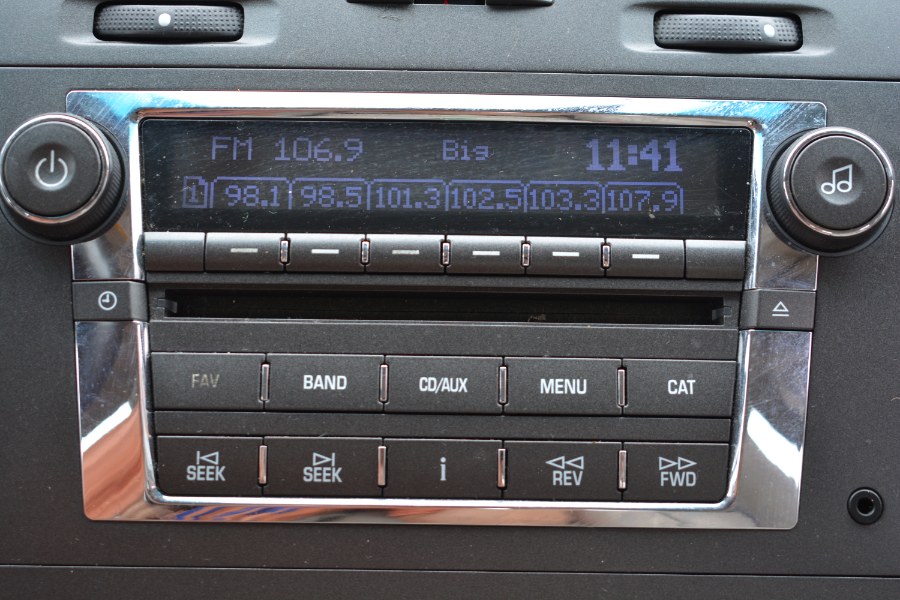 FM 106.9 Big 11:41
1 98.1 98.5 101.3 102.5 103.3 107.9
FAV BAND CD/AUX MENU CAT
SEEK SEEK i REV FWD